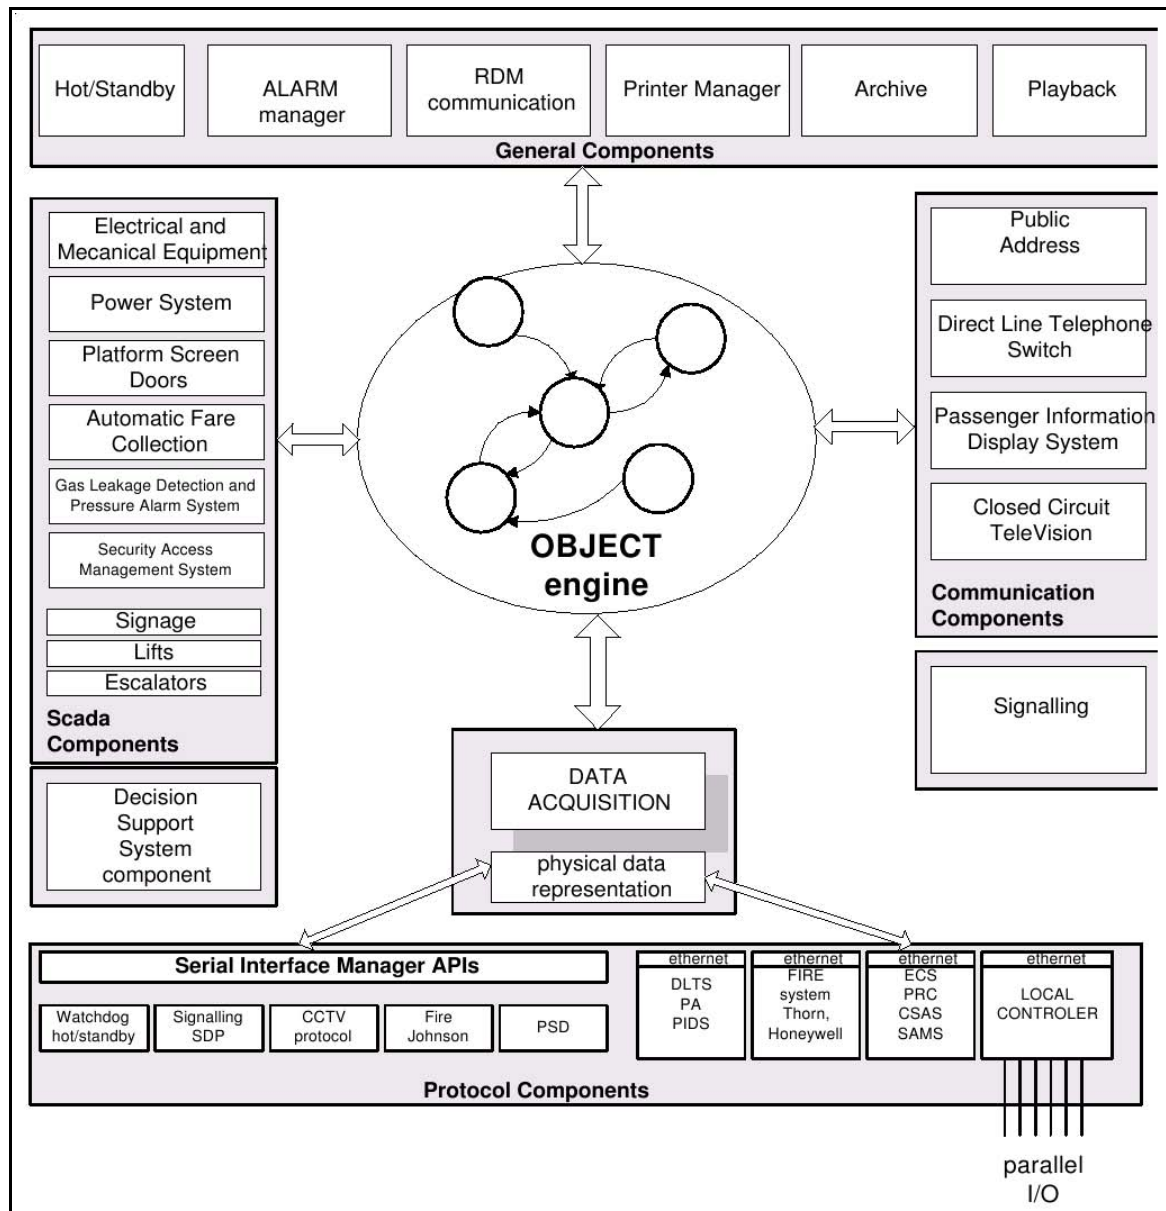 Hot/Standby
ALARM
manager
RDM
communication
Printer Manager
Archive
Playback
General Components
Electrical and
Mecanical Equipment
Power System
Platform Screen
Doors
Automatic Fare
Collection
Gas Leakage Detection and
Pressure Alarm System
Security Access
Management System
Signage
Lifts
Escalators
Scada
Components
Decision
Support
System
component
OBJECT
engine
Public
Address
Direct Line Telephone
Switch
Passenger Information
Display System
Closed Circuit
TeleVision
Communication
Components
Signalling
DATA
ACQUISITION
physical data
representation
Serial Interface Manager APIs
Watchdog
hot/standby
Signalling
SDP
CCTV
protocol
Fire
Johnson
PSD
ethernet
DLTS
PA
PIDS
ethernet
FIRE
system
Thorn,
Honeywell
ethernet
ECS
PRC
CSAS
SAMS
ethernet
LOCAL
CONTROLER
Protocol Components
parallel
I/O